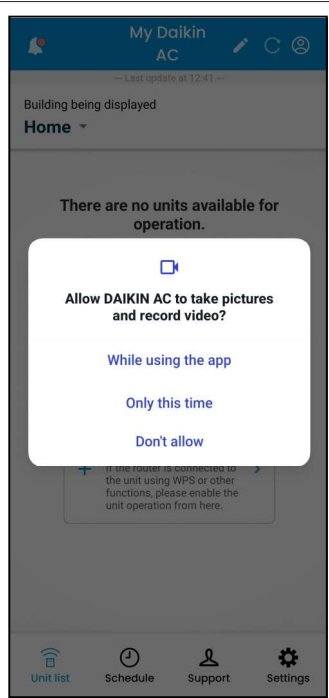 My Daikin
AC
--- Last update at 12:41 ---
Building being displayed
Home
There are no units available for
operation.
Allow DAIKIN AC to take pictures
and record video?
While using the app
Only this time
Don't allow
If the router is connected to
the unit using WPS or other
functions, please enable the
unit operation from here.
Unit list
Schedule
Support
Settings